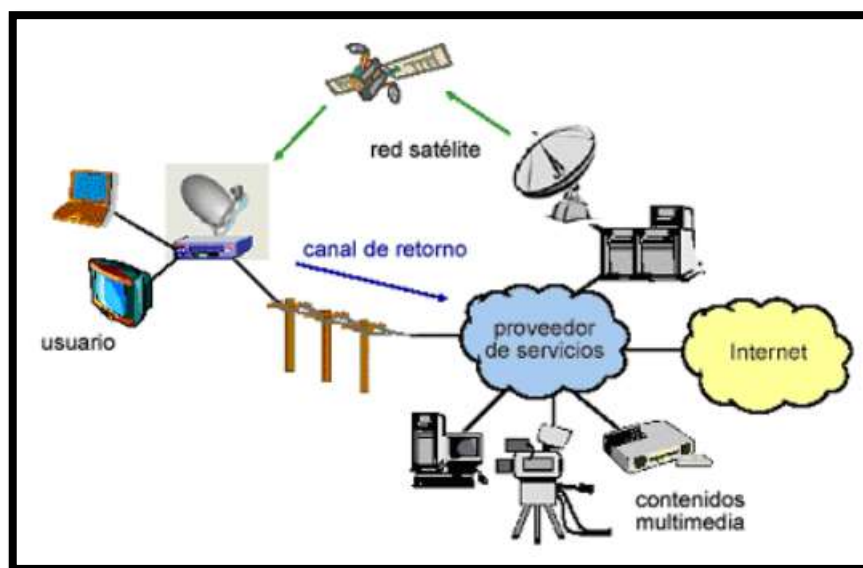 red satélite
canal de retorno
usuario
proveedor
de servicios
Internet
contenidos
multimedia